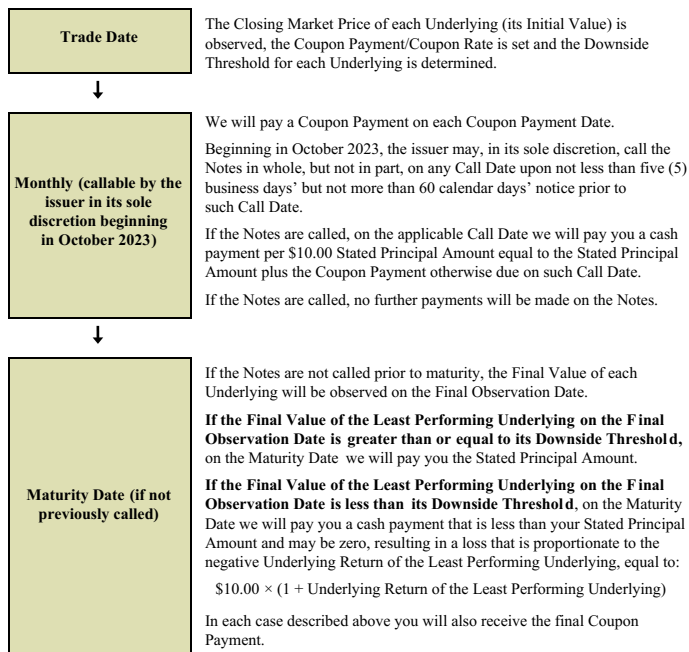 Trade Date
The Closing Market Price of each Underlying (its Initial Value) is
observed, the Coupon Payment/Coupon Rate is set and the Downside
Threshold for each Underlying is determined.
Monthly (callable by the
issuer in its sole
discretion beginning
in October 2023)
We will pay a Coupon Payment on each Coupon Payment Date.
Beginning in October 2023, the issuer may, in its sole discretion, call the
Notes in whole, but not in part, on any Call Date upon not less than five (5)
business days’ but not more than 60 calendar days’ notice prior to
such Call Date.
If the Notes are called, on the applicable Call Date we will pay you a cash
payment per $10.00 Stated Principal Amount equal to the Stated Principal
Amount plus the Coupon Payment otherwise due on such Call Date.
If the Notes are called, no further payments will be made on the Notes.
Maturity Date (if not
previously called)
If the Notes are not called prior to maturity, the Final Value of each
Underlying will be observed on the Final Observation Date.
If the Final Value of the Least Performing Underlying on the Final
Observation Date is greater than or equal to its Downside Threshold,
on the Maturity Date we will pay you the Stated Principal Amount.
If the Final Value of the Least Performing Underlying on the Final
Observation Date is less than its Downside Threshold, on the Maturity
Date we will pay you a cash payment that is less than your Stated Principal
Amount and may be zero, resulting in a loss that is proportionate to the
negative Underlying Return of the Least Performing Underlying, equal to:
$10.00 × (1 + Underlying Return of the Least Performing Underlying)
In each case described above you will also receive the final Coupon
Payment.